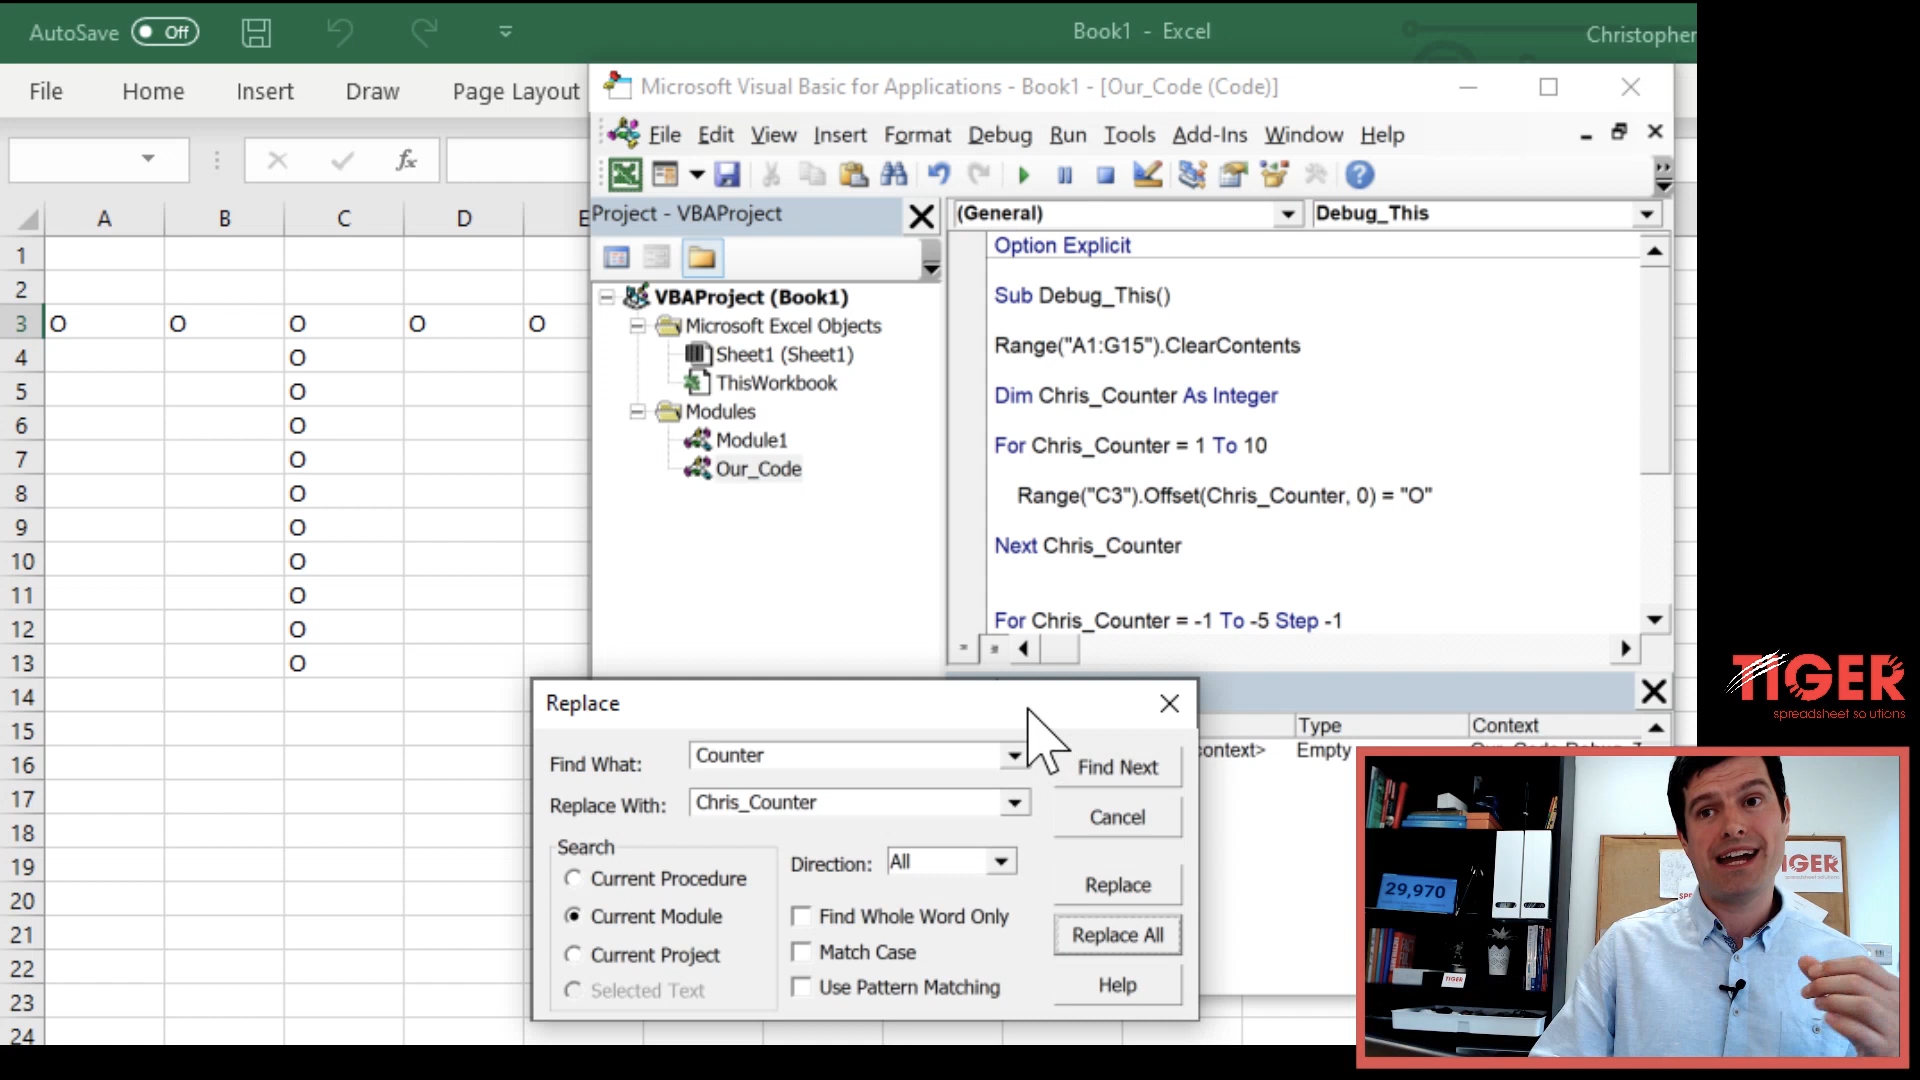 AutoSave Off
Book1 - Excel
Christopher
File Home Insert Draw Page Layout
Microsoft Visual Basic for Applications - Book1 - [Our_Code (Code)]
File Edit View Insert Format Debug Run Tools Add-Ins Window Help
fx
Project - VBAProject
(General)
Debug_This
A B C D E
1
2
3 O O O O O
4 O
5 O
6 O
7 O
8 O
9 O
10 O
11 O
12 O
13 O
14
15
16
17
18
19
20
21
22
23
24
VBAProject (Book1)
Microsoft Excel Objects
Sheet1 (Sheet1)
ThisWorkbook
Modules
Module1
Our_Code
Option Explicit
Sub Debug_This()
Range("A1:G15").ClearContents
Dim Chris_Counter As Integer
For Chris_Counter = 1 To 10
Range("C3").Offset(Chris_Counter, 0) = "O"
Next Chris_Counter
For Chris_Counter = -1 To -5 Step -1
Type
Context
context>
Empty
Replace
Find What: Counter
Replace With: Chris_Counter
Search
Current Procedure
Current Module
Current Project
Selected Text
Direction: All
Find Whole Word Only
Match Case
Use Pattern Matching
Find Next
Cancel
Replace
Replace All
Help
TIGER
spreadsheet solutions
29,970
TIGER
IGER